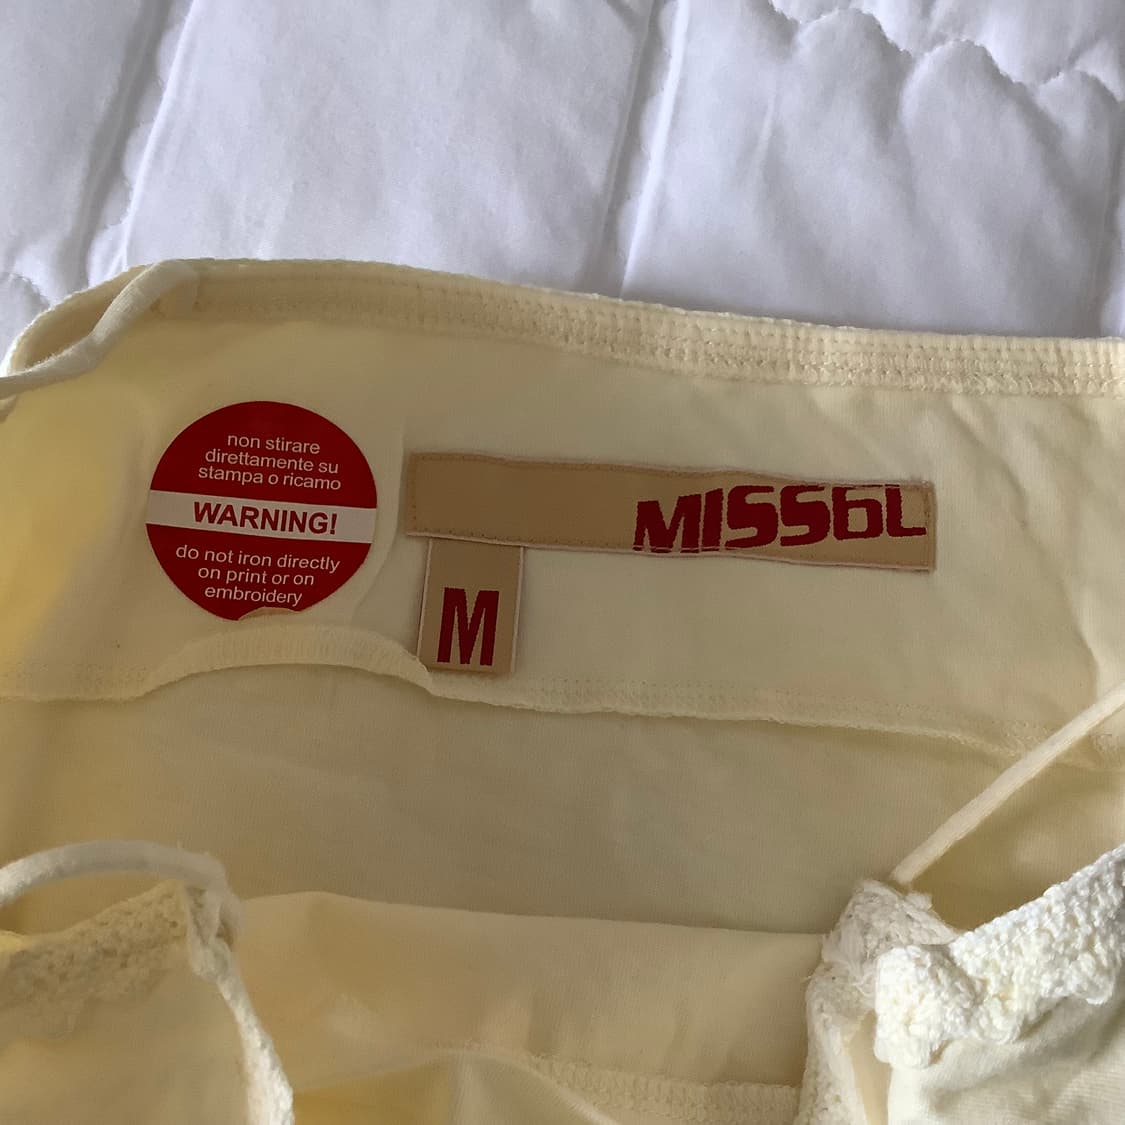 non stirare
direttamente su
stampa o ricamo
WARNING!
do not iron directly
on print or on
embroidery
MISS6L
M